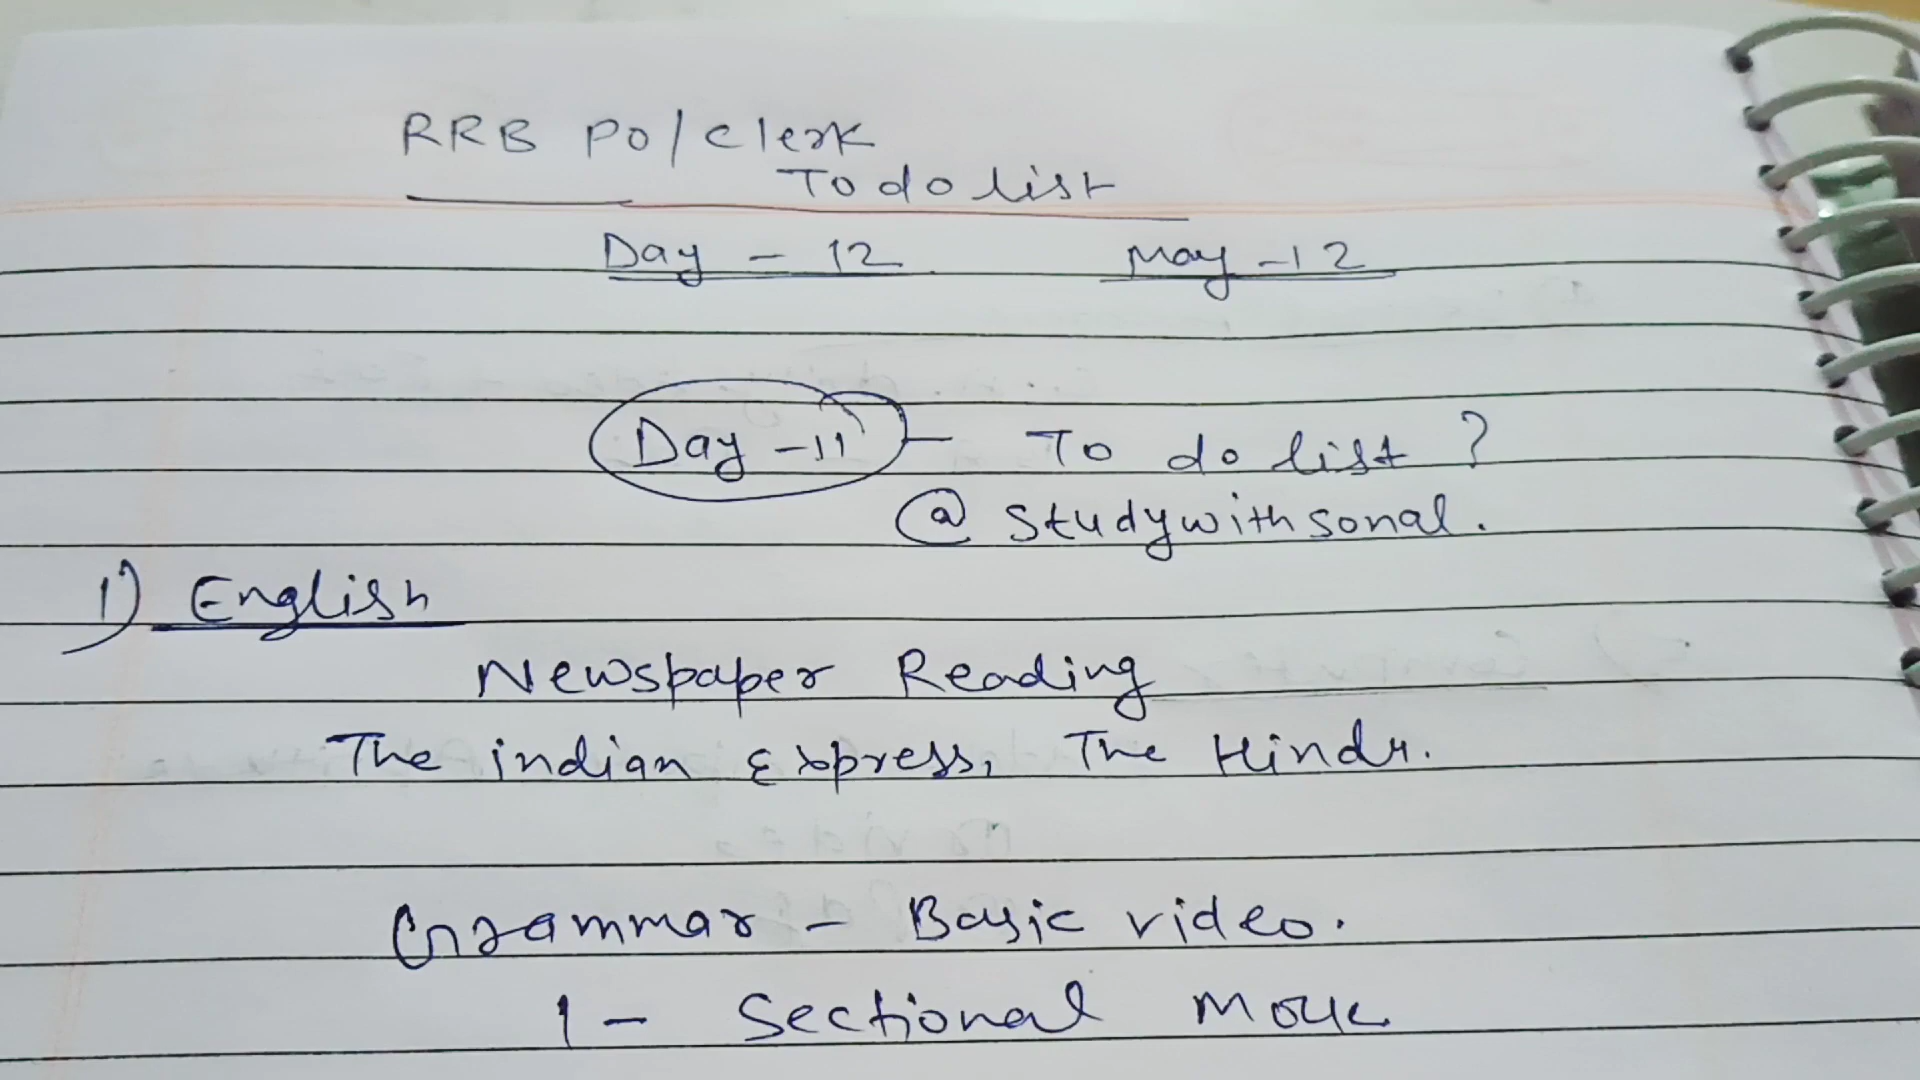 RRB PO/Clerk
To do list
Day - 12 May - 12
Day - 11 - To do list ?
@ studywithsonal.
1) English
Newspaper Reading
The indian Express, The Hindu.
Grammar - Basic video.
1 - Sectional Mock